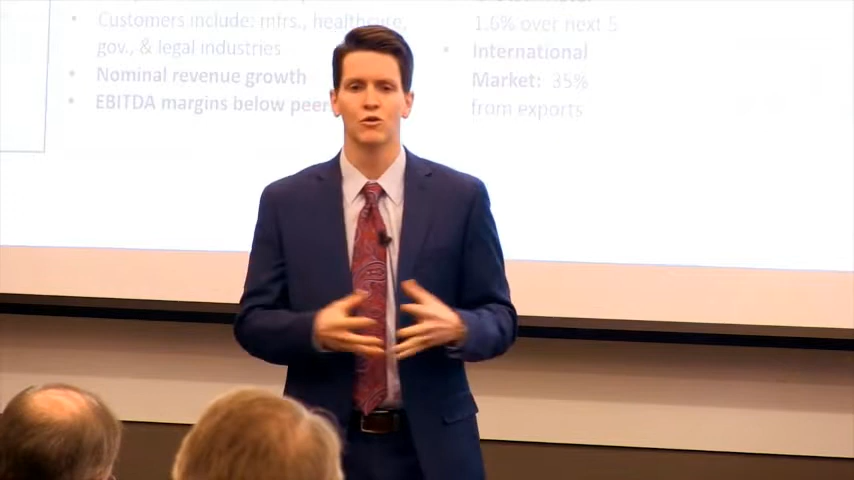 Customers include: mfrs., healthcare,
gov., & legal industries
Nominal revenue growth
EBITDA margins below peer
1.6% over next 5
International
Market: 35%
from exports